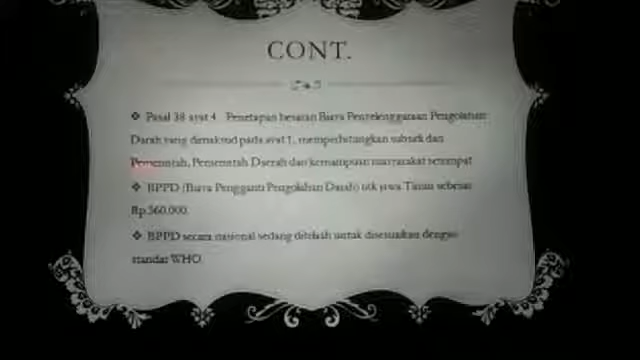 CONT.
Pasal 38 ayat 4 : Penetapan besaran Biaya Penyelenggaraan Pengolahan
Darah yang dimaksud pada ayat 1, memperhitungkan subsidi dari
Pemerintah, Pemerintah Daerah dan kemampuan masyarakat setempat
BPPD (Biaya Pengganti Pengolahan Darah) utk jawa Timur sebesar
Rp.360.000.
BPPD secara nasional sedang ditelaah untuk disesuaikan dengan
standar WHO.